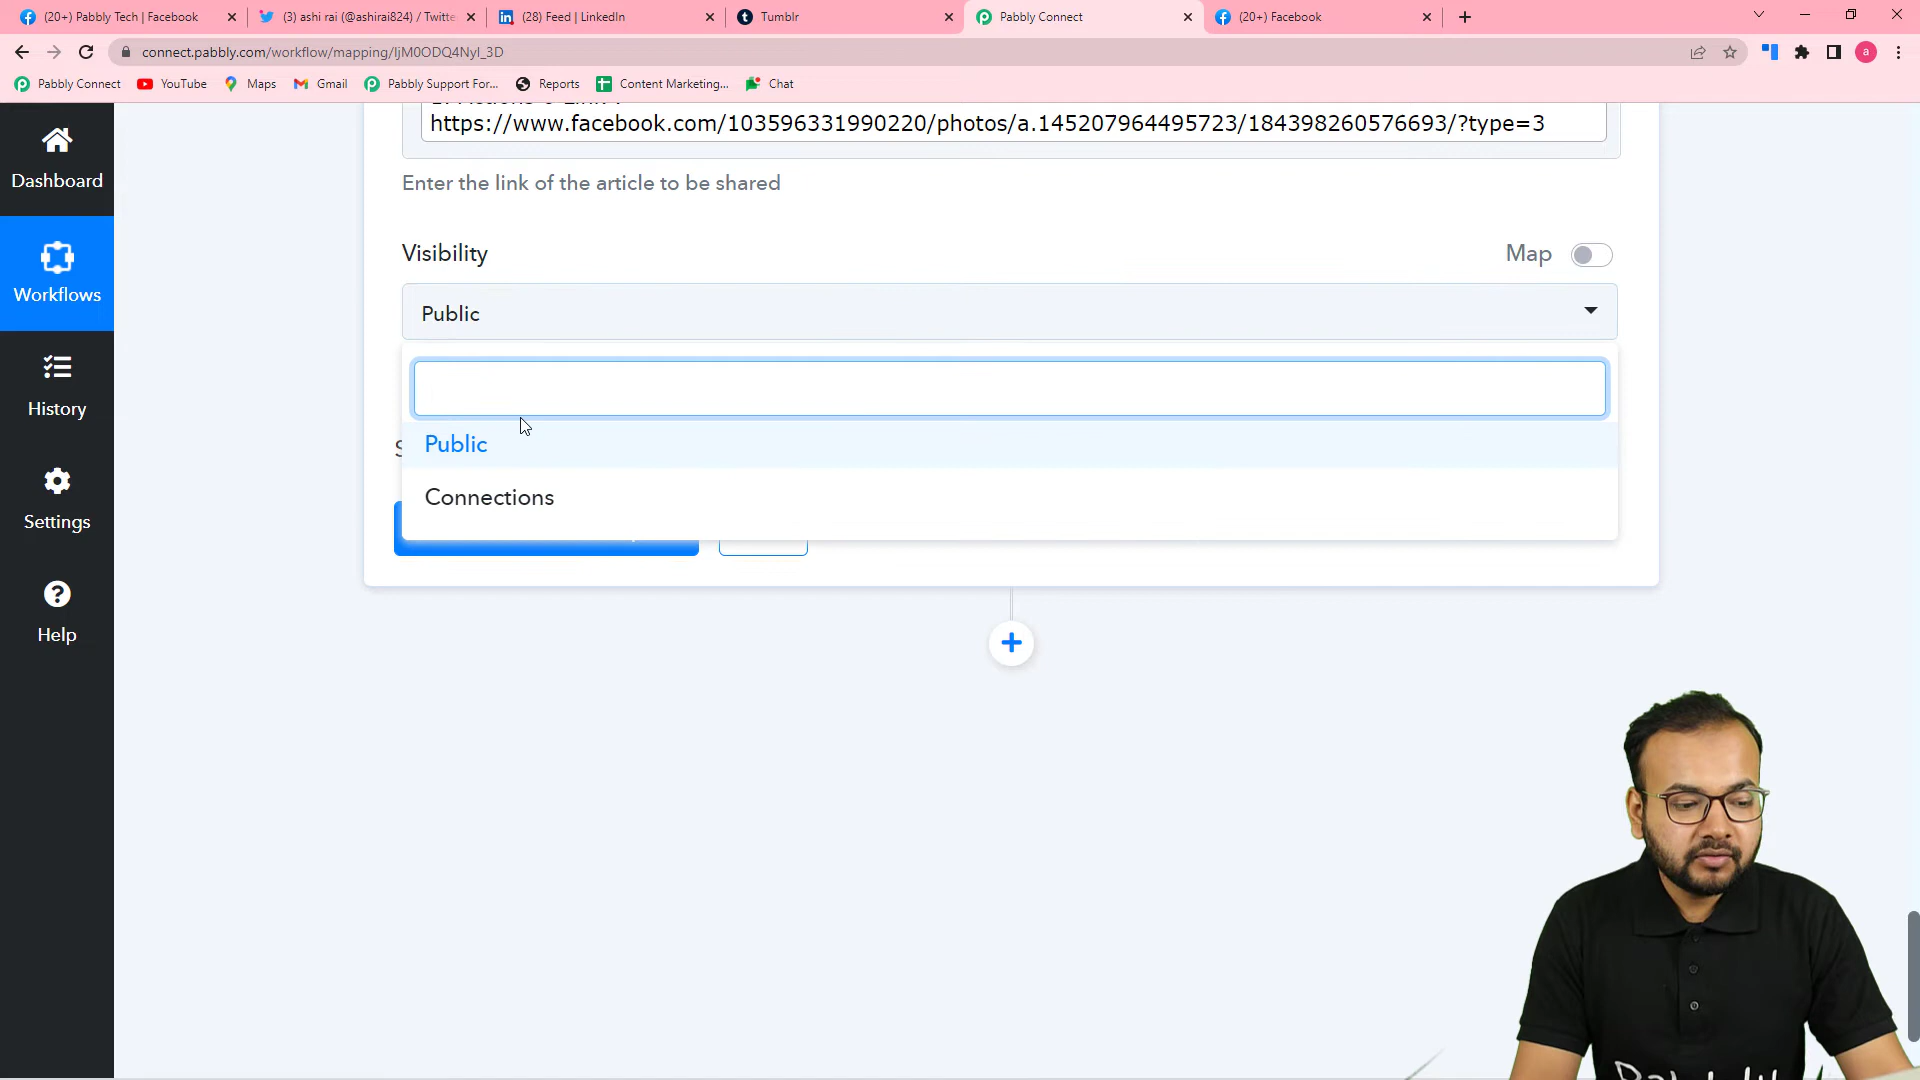 (20+) Pabbly Tech | Facebook
(3) ashi rai (@ashirai824) / Twitte
(28) Feed | LinkedIn
Tumblr
Pabbly Connect
(20+) Facebook
connect.pabbly.com/workflow/mapping/IjM0ODQ4NyI_3D
a
Pabbly Connect
YouTube
Maps
Gmail
Pabbly Support For...
Reports
Content Marketing...
Chat
https://www.facebook.com/103596331990220/photos/a.145207964495723/184398260576693/?type=3
Enter the link of the article to be shared
Visibility
Map
Public
Public
Connections
Dashboard
Workflows
History
Settings
Help